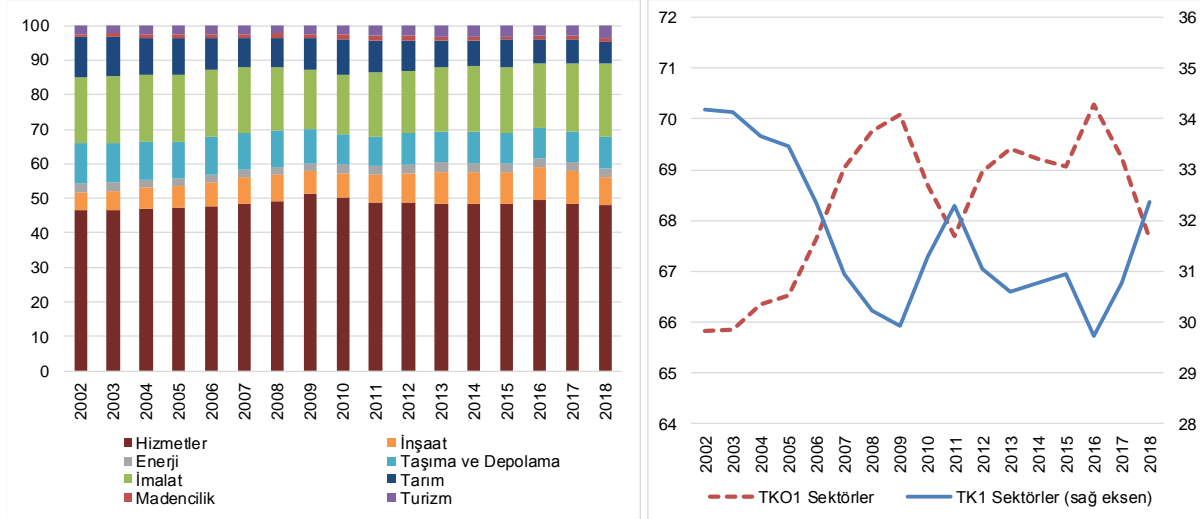 100
90
80
70
60
50
40
30
20
10
0
2002 2003 2004 2005 2006 2007 2008 2009 2010 2011 2012 2013 2014 2015 2016 2017 2018
Hizmetler İnşaat
Enerji Taşıma ve Depolama
İmalat Tarım
Madencilik Turizm
72 36
71 35
70 34
69 33
68 32
67 31
66 30
65 29
64 28
2002 2003 2004 2005 2006 2007 2008 2009 2010 2011 2012 2013 2014 2015 2016 2017 2018
TKO1 Sektörler TK1 Sektörler (sağ eksen)